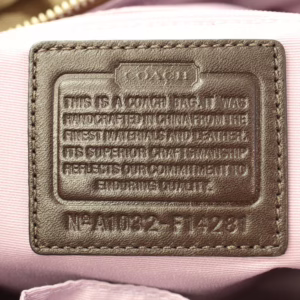 COACH
THIS IS A COACH BAG.IT WAS
HANDCRAFTED IN CHINA FROM THE
FINEST MATERIALS AND LEATHER.
ITS SUPERIOR CRAFTSMANSHIP
REFLECTS OUR COMMITMENT TO
ENDURING QUALITY.
Nº A1032-F14281